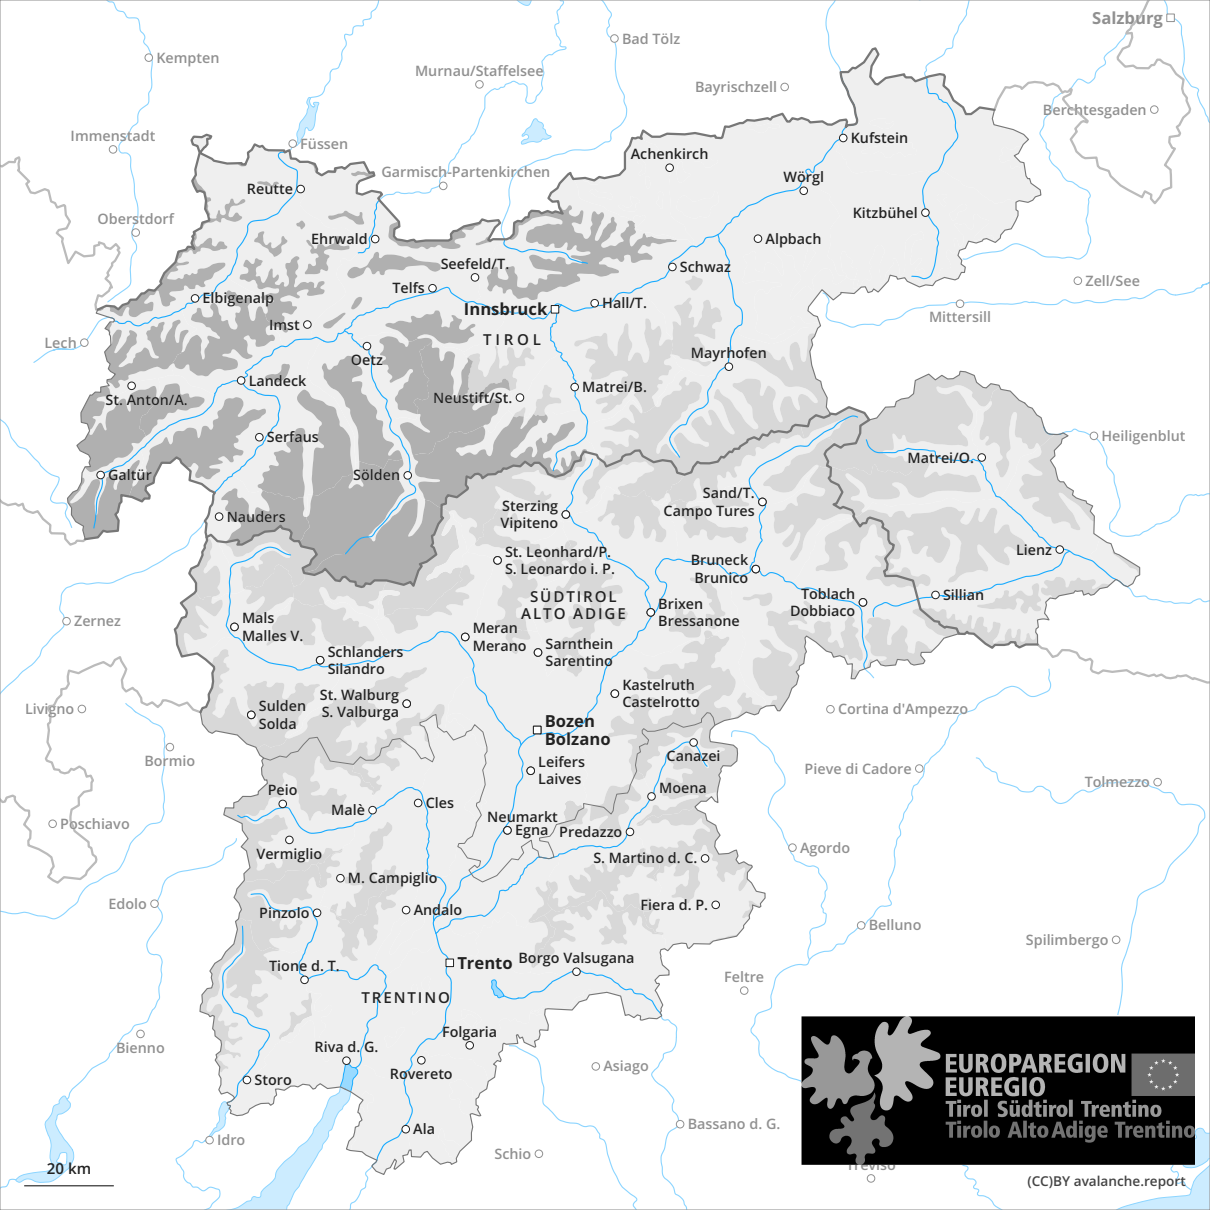 Salzburg
Bad Tölz
Kempten
Murnau/Staffelsee
Bayrischzell
Berchtesgaden
Immenstadt
Füssen
Kufstein
Achenkirch
Garmisch-Partenkirchen
Wörgl
Reutte
Oberstdorf
Kitzbühel
Ehrwald
Alpbach
Seefeld/T.
Schwaz
Zell/See
Telfs
Elbigenalp
Hall/T.
Innsbruck
Mittersill
Imst
TIROL
Lech
Mayrhofen
Oetz
Landeck
Matrei/B.
St. Anton/A.
Neustift/St.
Serfaus
Heiligenblut
Matrei/O.
Galtür
Sölden
Sand/T.
Campo Tures
Sterzing
Vipiteno
Nauders
Lienz
St. Leonhard/P.
S. Leonardo i. P.
Bruneck
Brunico
SÜDTIROL
ALTO ADIGE
Toblach
Dobbiaco
Sillian
Brixen
Bressanone
Mals
Malles V.
Zernez
Meran
Merano
Sarnthein
Sarentino
Schlanders
Silandro
Kastelruth
Castelrotto
St. Walburg
S. Valburga
Sulden
Solda
Livigno
Cortina d'Ampezzo
Bozen
Bolzano
Bormio
Canazei
Leifers
Laives
Pieve di Cadore
Tolmezzo
Peio
Moena
Malè
Cles
Neumarkt
Egna
Predazzo
Poschiavo
Vermiglio
Agordo
S. Martino d. C.
M. Campiglio
Edolo
Pinzolo
Andalo
Fiera d. P.
Belluno
Spilimbergo
Tione d. T.
Trento
Borgo Valsugana
Feltre
TRENTINO
Folgaria
Bienno
Riva d. G.
Asiago
Storo
Rovereto
Ala
Bassano d. G.
Idro
Schio
Treviso
EUROPAREGION
EUREGIO
Tirol Südtirol Trentino
Tirolo Alto Adige Trentino
20 km
(CC)BY avalanche.report